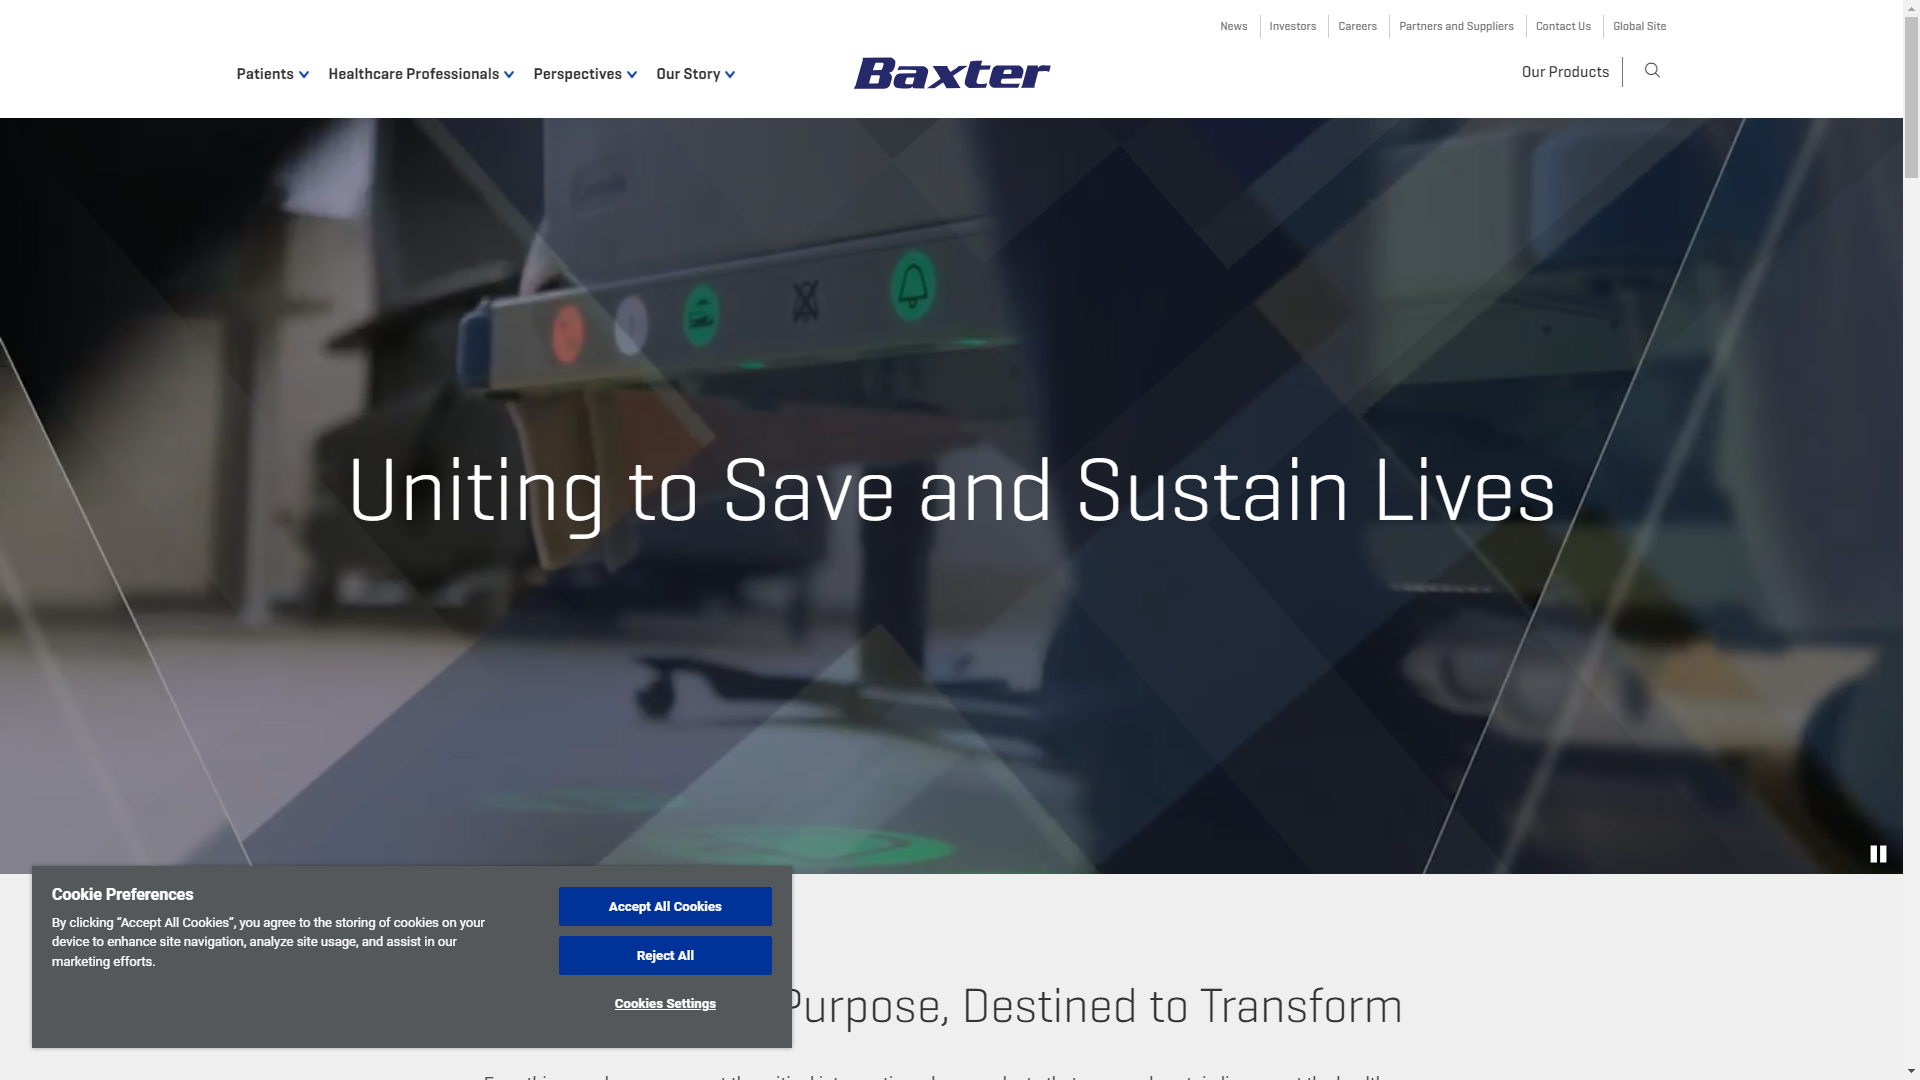 News
Investors
Careers
Partners and Suppliers
Contact Us
Global Site
Patients
Healthcare Professionals
Perspectives
Our Story
Baxter
Our Products
Uniting to Save and Sustain Lives
Cookie Preferences
By clicking “Accept All Cookies”, you agree to the storing of cookies on your
device to enhance site navigation, analyze site usage, and assist in our
marketing efforts.
Accept All Cookies
Reject All
Cookies Settings
Purpose, Destined to Transform